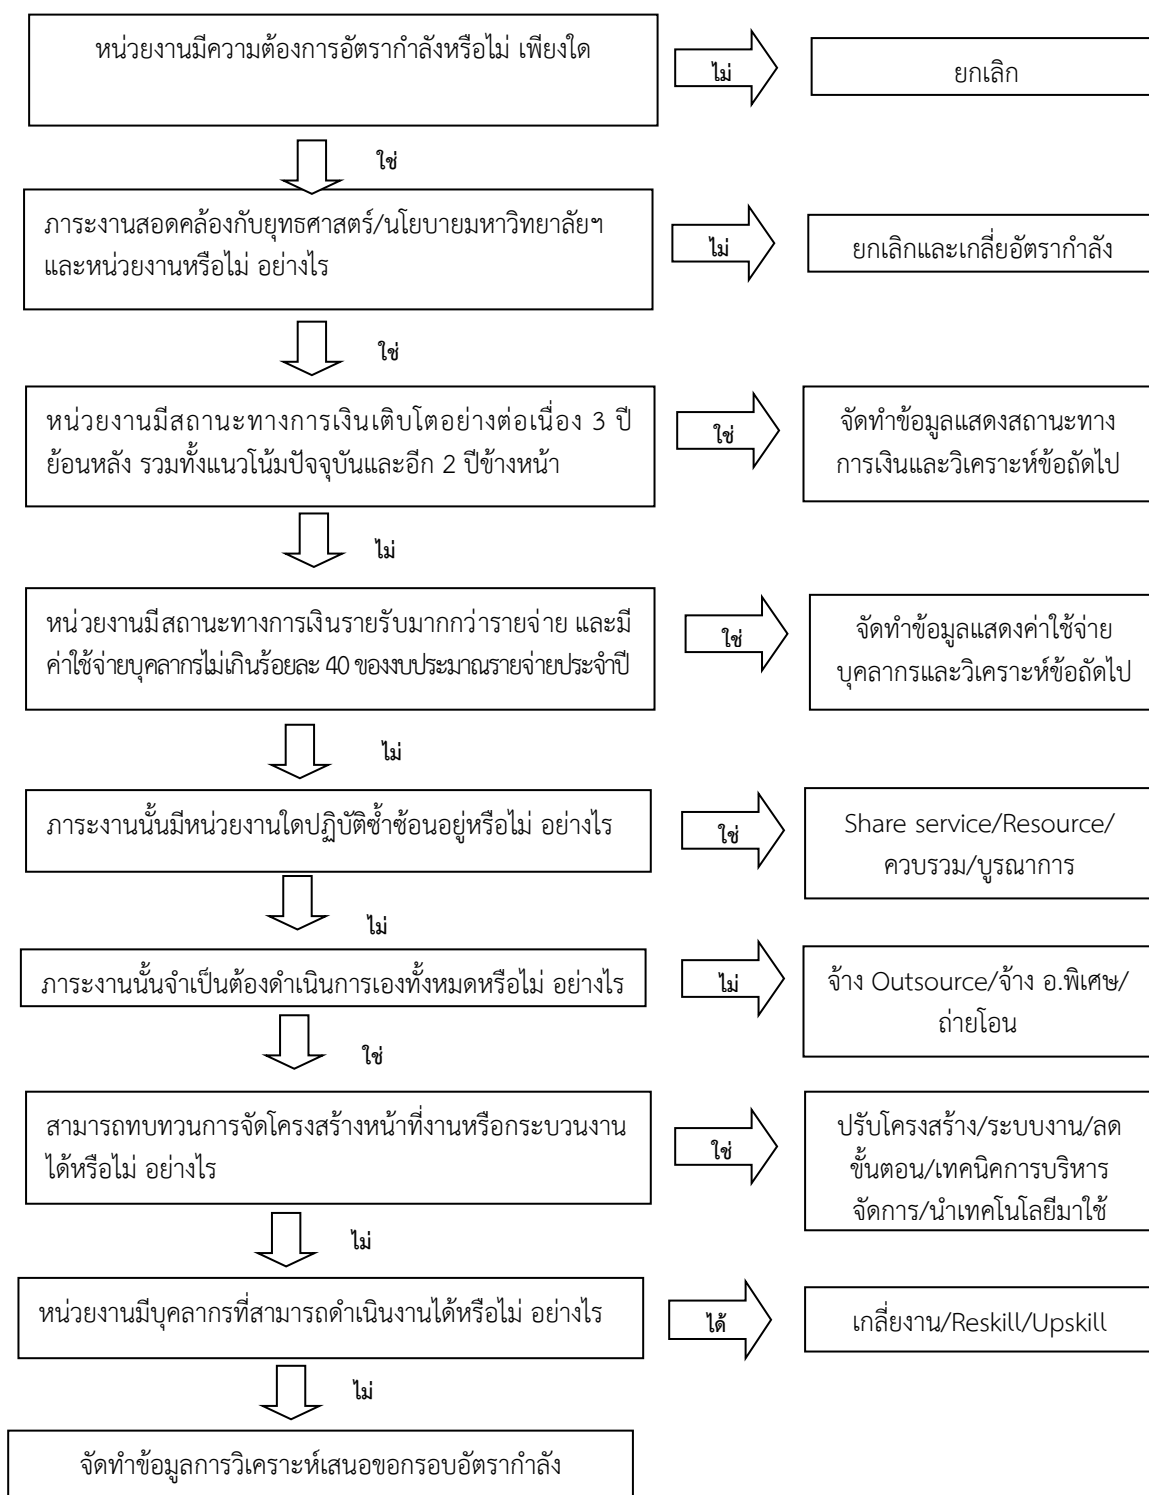 หน่วยงานมีความต้องการอัตรากำลังหรือไม่ เพียงใด
ไม่
ยกเลิก
ใช่
ภาระงานสอดคล้องกับยุทธศาสตร์/นโยบายมหาวิทยาลัยฯ
และหน่วยงานหรือไม่ อย่างไร
ไม่
ยกเลิกและเกลี่ยอัตรากำลัง
ใช่
หน่วยงานมีสถานะทางการเงินเติบโตอย่างต่อเนื่อง 3 ปี
ย้อนหลัง รวมทั้งแนวโน้มปัจจุบันและอีก 2 ปีข้างหน้า
ใช่
จัดทำข้อมูลแสดงสถานะทาง
การเงินและวิเคราะห์ข้อถัดไป
ไม่
หน่วยงานมีสถานะทางการเงินรายรับมากกว่ารายจ่าย และมี
ค่าใช้จ่ายบุคลากรไม่เกินร้อยละ 40 ของงบประมาณรายจ่ายประจำปี
ใช่
จัดทำข้อมูลแสดงค่าใช้จ่าย
บุคลากรและวิเคราะห์ข้อถัดไป
ไม่
ภาระงานนั้นมีหน่วยงานใดปฏิบัติซ้ำซ้อนอยู่หรือไม่ อย่างไร
ใช่
Share service/Resource/
ควบรวม/บูรณาการ
ไม่
ภาระงานนั้นจำเป็นต้องดำเนินการเองทั้งหมดหรือไม่ อย่างไร
ไม่
จ้าง Outsource/จ้าง อ.พิเศษ/
ถ่ายโอน
ใช่
สามารถทบทวนการจัดโครงสร้างหน้าที่งานหรือกระบวนงาน
ได้หรือไม่ อย่างไร
ใช่
ปรับโครงสร้าง/ระบบงาน/ลด
ขั้นตอน/เทคนิคการบริหาร
จัดการ/นำเทคโนโลยีมาใช้
ไม่
หน่วยงานมีบุคลากรที่สามารถดำเนินงานได้หรือไม่ อย่างไร
ได้
เกลี่ยงาน/Reskill/Upskill
ไม่
จัดทำข้อมูลการวิเคราะห์เสนอขอกรอบอัตรากำลัง